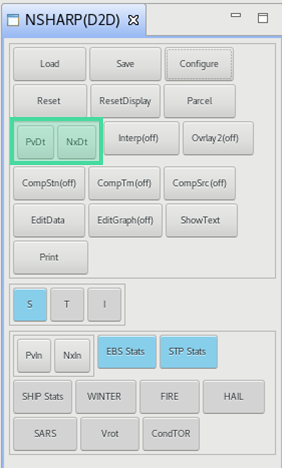 NSHARP(D2D)
Load Save Configure
Reset ResetDisplay Parcel
PvDt NxDt Interp(off) Ovrlay2(off)
CompStn(off) CompTm(off) CompSrc(off)
EditData EditGraph(off) ShowText
Print
S T I
PvIn NxIn EBS Stats STP Stats
SHIP Stats WINTER FIRE HAIL
SARS Vrot CondTOR